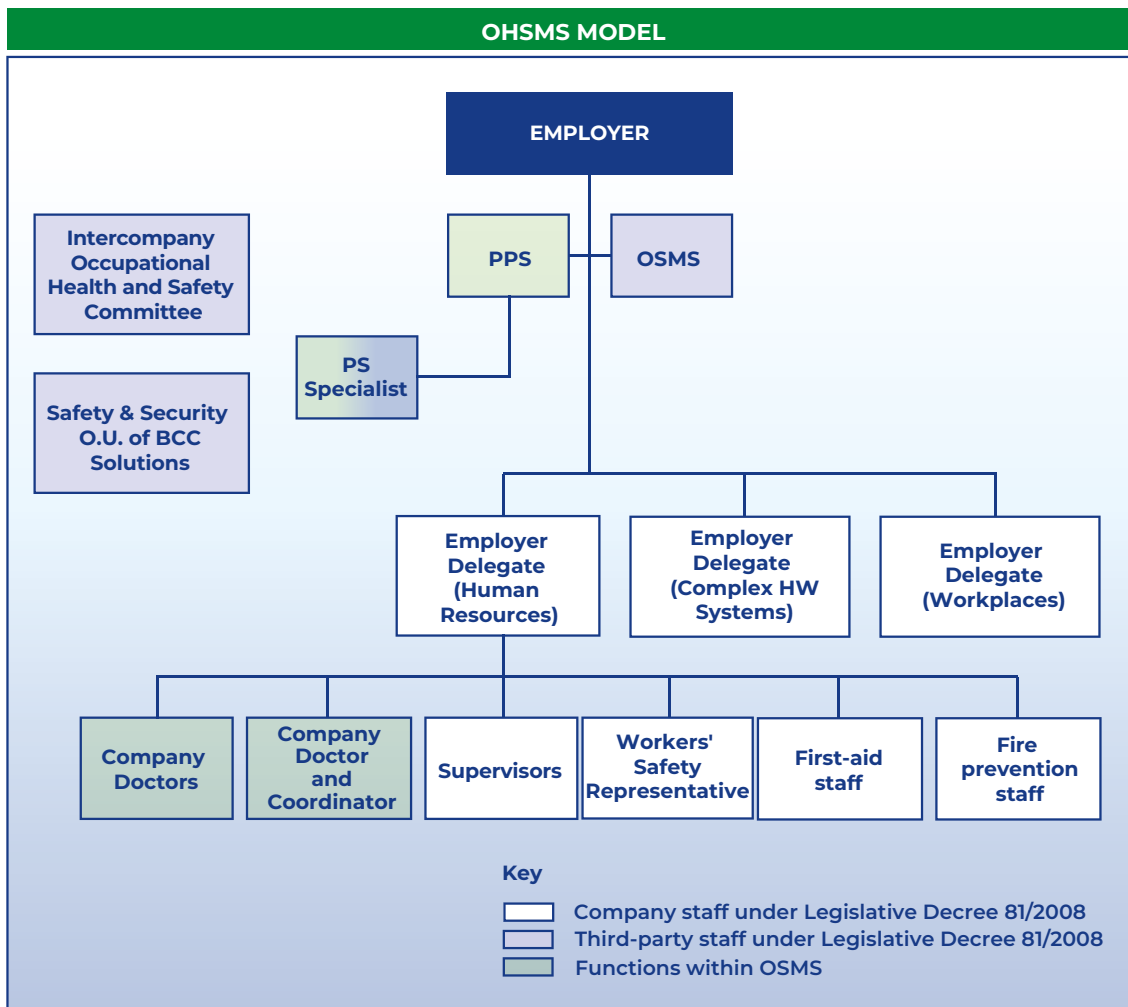 OHSMS MODEL
EMPLOYER
Intercompany
Occupational
Health and Safety
Committee
PPS
OSMS
PS
Specialist
Safety & Security
O.U. of BCC
Solutions
Employer
Delegate
(Human
Resources)
Employer
Delegate
(Complex HW
Systems)
Employer
Delegate
(Workplaces)
Company
Doctors
Company
Doctor
and
Coordinator
Supervisors
Workers'
Safety
Representative
First-aid
staff
Fire
prevention
staff
Key
Company staff under Legislative Decree 81/2008
Third-party staff under Legislative Decree 81/2008
Functions within OSMS